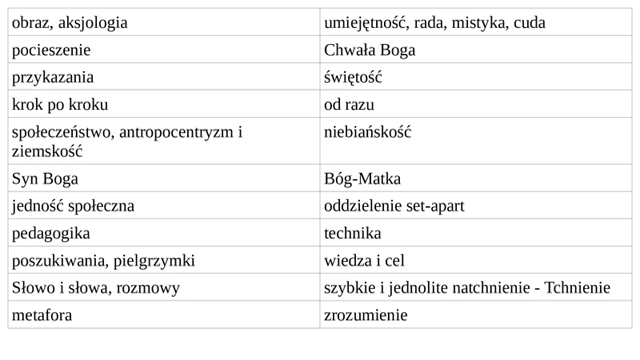 obraz, aksjologia umiejętność, rada, mistyka, cuda
pocieszenie Chwała Boga
przykazania świętość
krok po kroku od razu
społeczeństwo, antropocentryzm i niebiańskość
ziemskość
Syn Boga Bóg-Matka
jedność społeczna oddzielenie set-apart
pedagogika technika
poszukiwania, pielgrzymki wiedza i cel
Słowo i słowa, rozmowy szybkie i jednolite natchnienie - Tchnienie
metafora zrozumienie